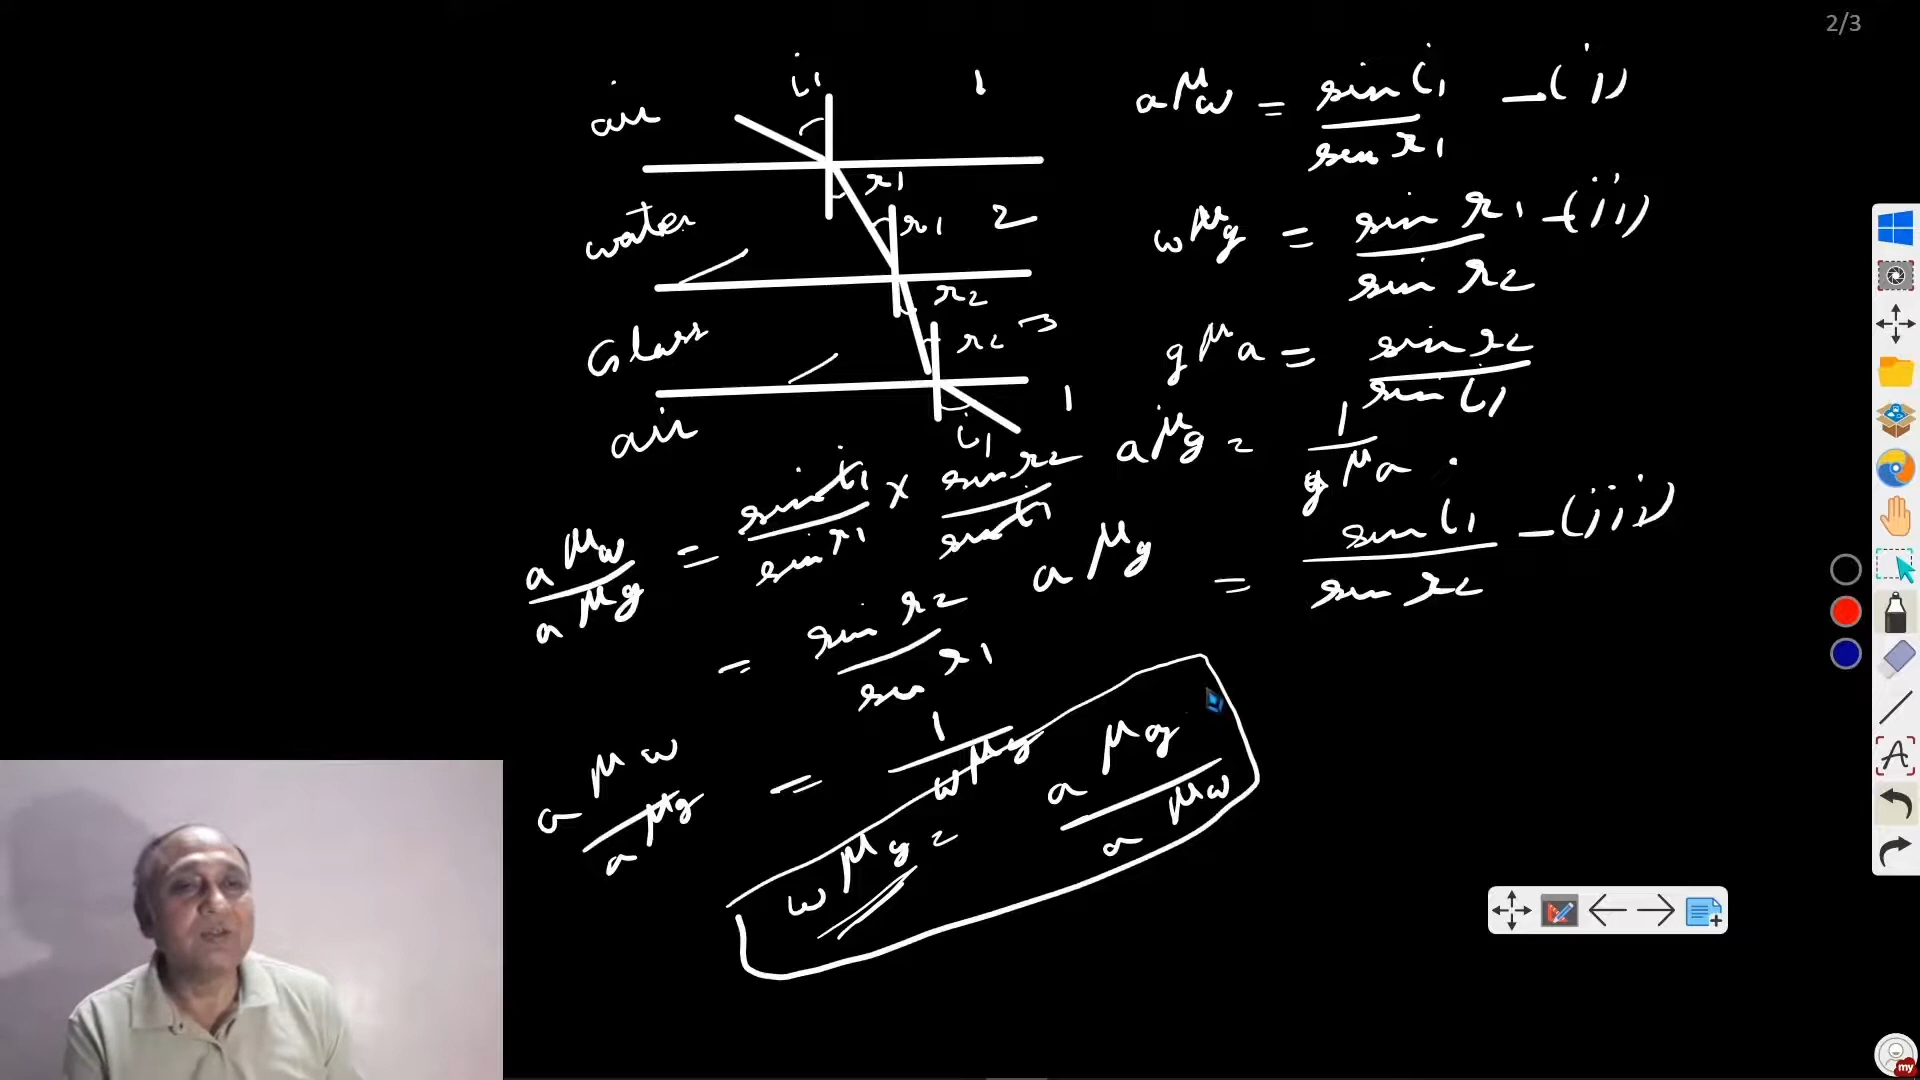 2/3
air i1 1
aμw = sin i1 / sin r1 -(i)
r1
water r1 2
wμg = sin r1 / sin r2 -(ii)
r2
Glass r2 3
gμa = sin r2 / sin i1
air i1 1
aμg = 1 / gμa
aμw / aμg = sin i1 / sin r1 × sin r2 / sin i1
aμg = sin i1 / sin r2 -(iii)
= sin r2 / sin r1
aμw / aμg = 1 / wμg
wμg = aμg / aμw
A
my